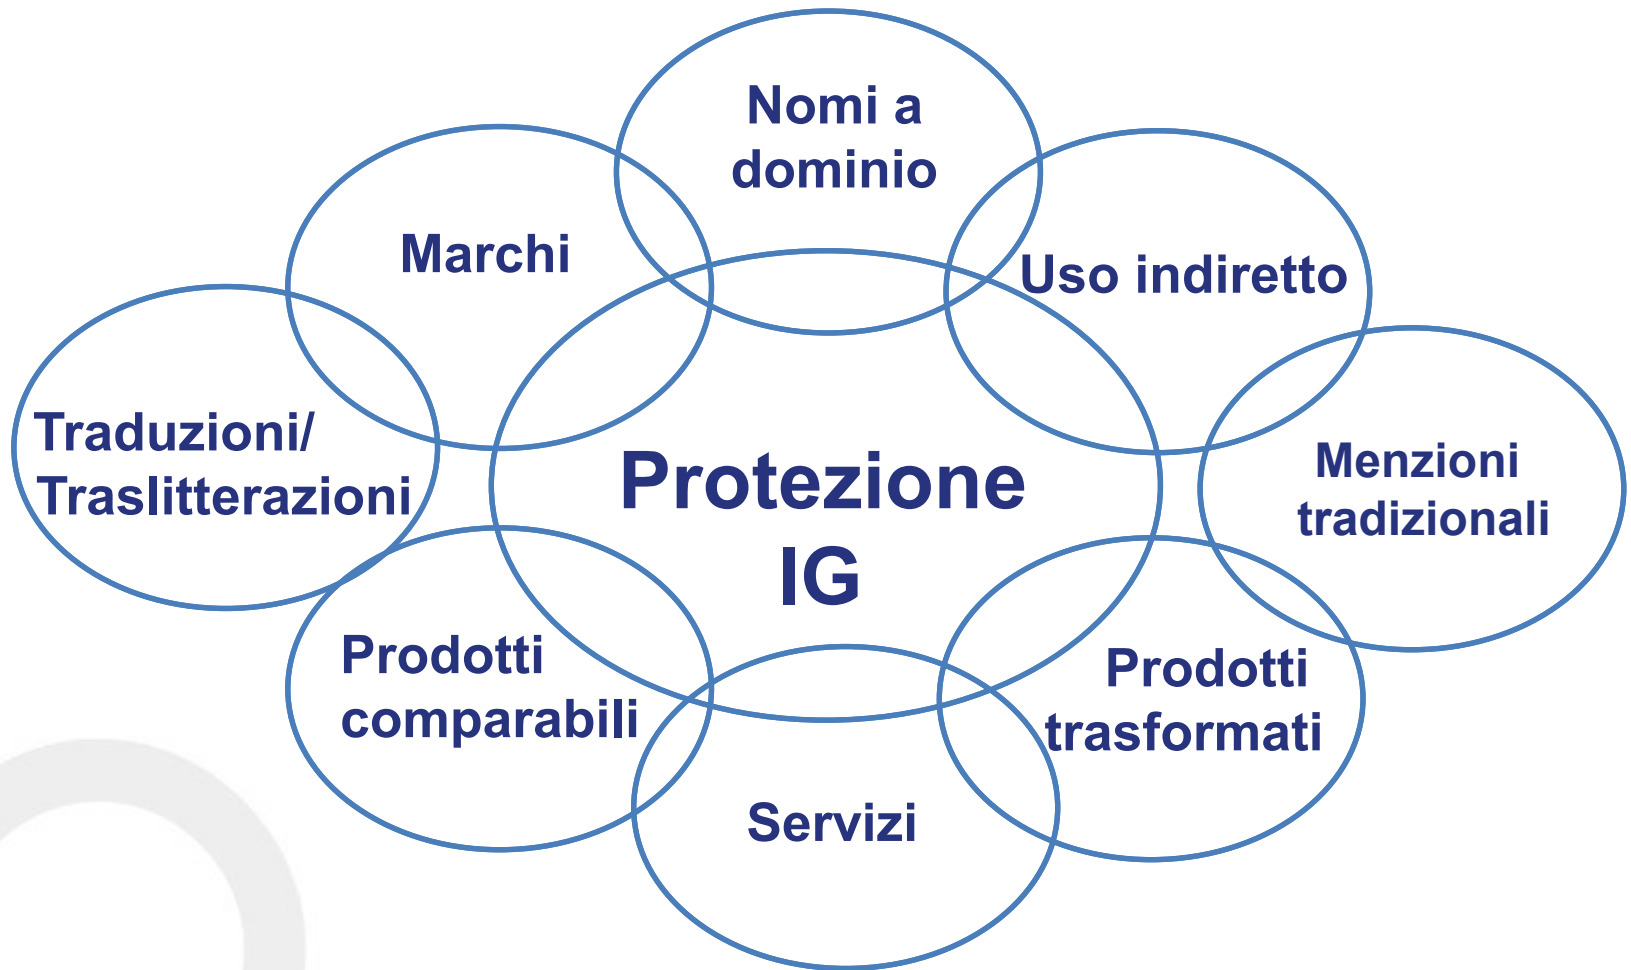 Nomi a
dominio
Marchi
Uso indiretto
Traduzioni/
Traslitterazioni
Protezione
IG
Menzioni
tradizionali
Prodotti
comparabili
Prodotti
trasformati
Servizi